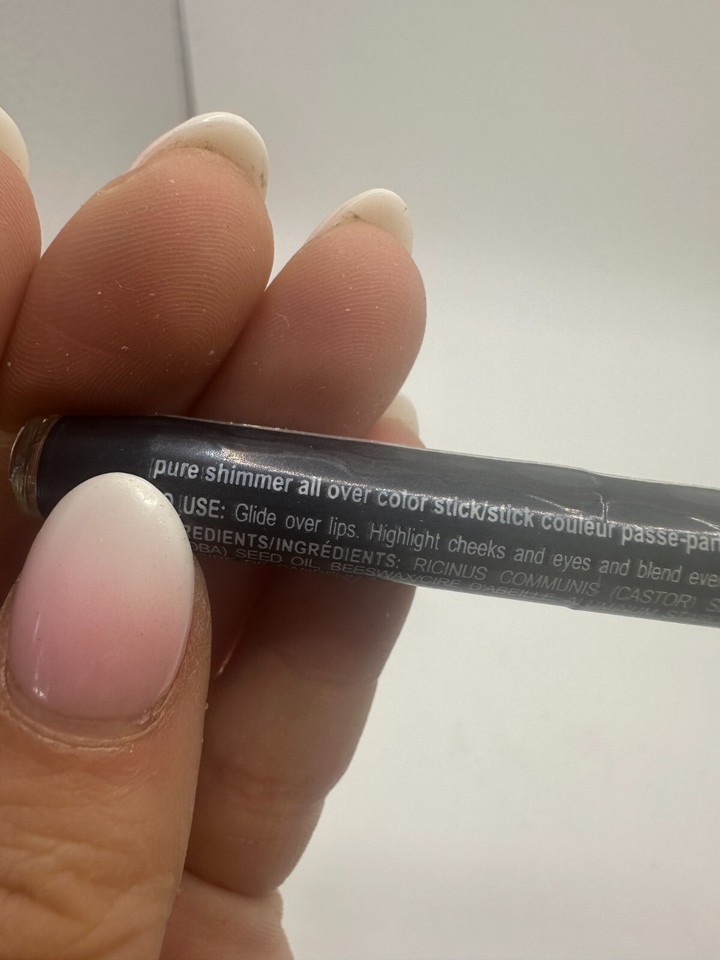 pure shimmer all over color stick/stick couleur passe-par
USE: Glide over lips. Highlight cheeks and eyes and blend eve
REDIENTS/INGRÉDIENTS: RICINUS COMMUNIS (CASTOR) S
OBA) SEED OIL, BEESWAX/CIRE D'ABEILLE,